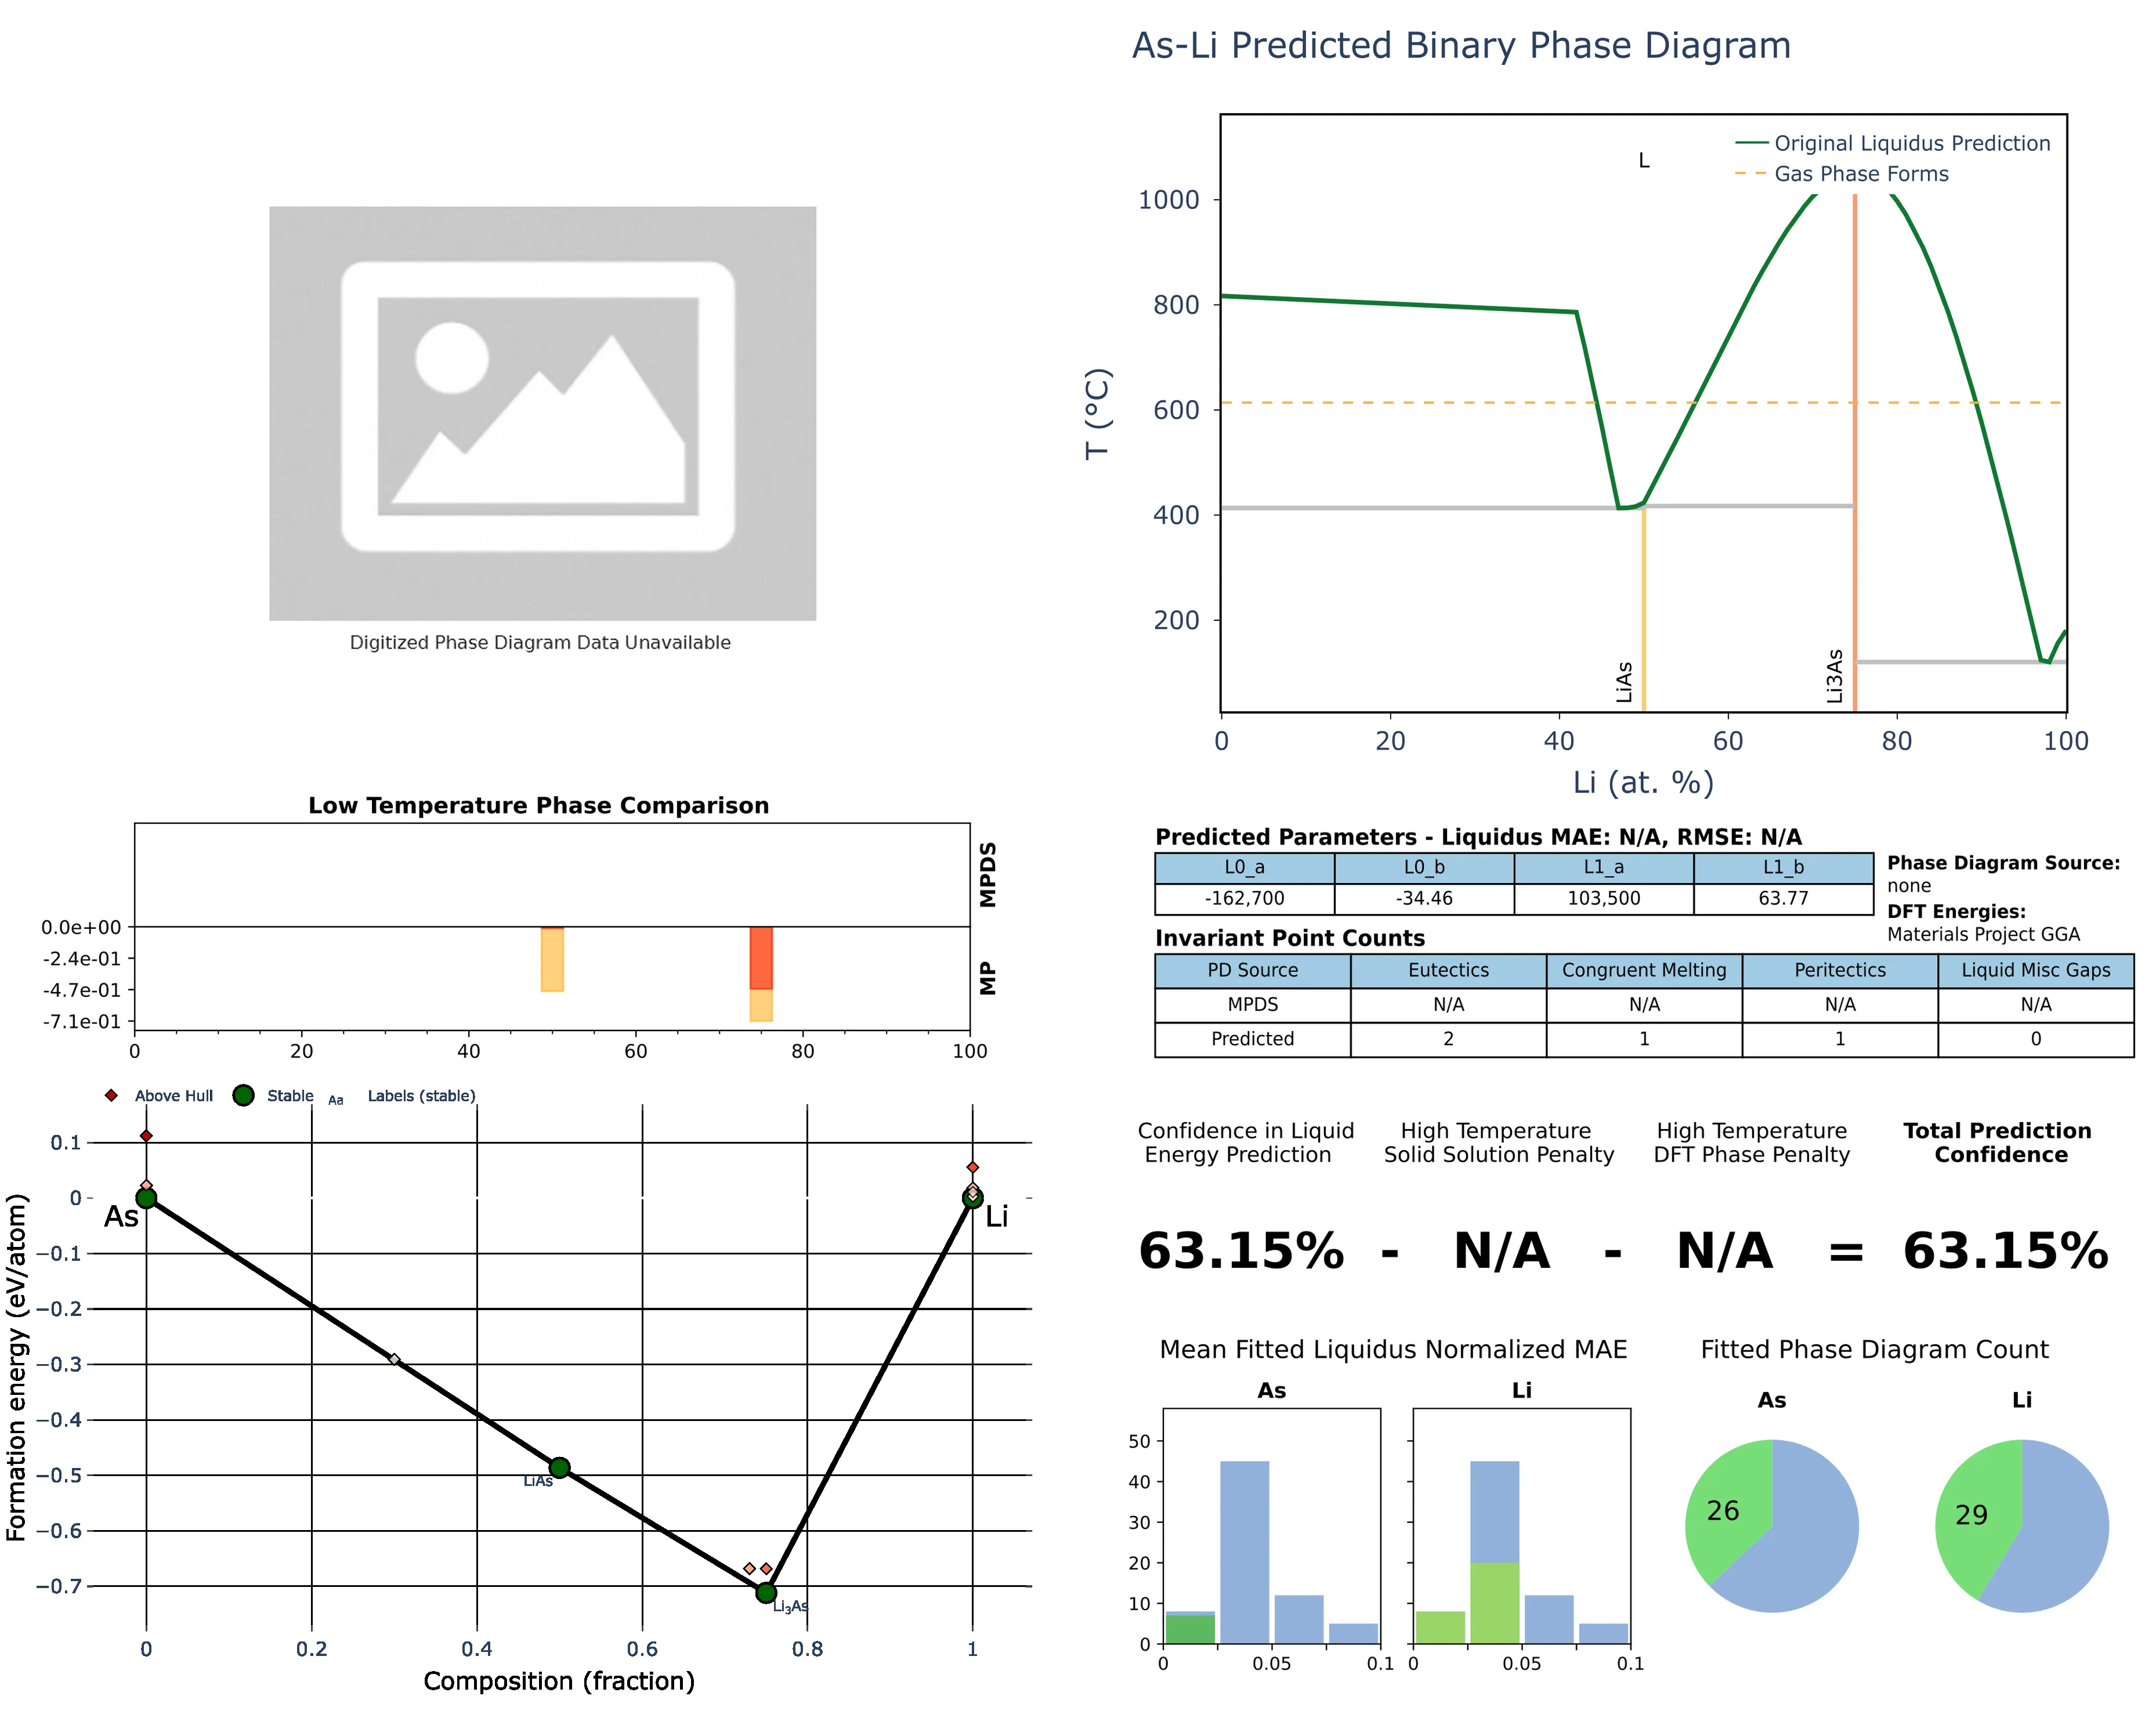 As-Li Predicted Binary Phase Diagram
Digitized Phase Diagram Data Unavailable
L
Original Liquidus Prediction
Gas Phase Forms
1000
800
600
400
200
T (°C)
LiAs
Li3As
0 20 40 60 80 100
Li (at. %)
Low Temperature Phase Comparison
MPDS
MP
0.0e+00
-2.4e-01
-4.7e-01
-7.1e-01
0 20 40 60 80 100
Predicted Parameters - Liquidus MAE: N/A, RMSE: N/A
L0_a L0_b L1_a L1_b
-162,700 -34.46 103,500 63.77
Phase Diagram Source:
none
DFT Energies:
Materials Project GGA
Invariant Point Counts
PD Source Eutectics Congruent Melting Peritectics Liquid Misc Gaps
MPDS N/A N/A N/A N/A
Predicted 2 1 1 0
Above Hull Stable Aa Labels (stable)
0.1
0
−0.1
−0.2
−0.3
−0.4
−0.5
−0.6
−0.7
Formation energy (eV/atom)
As
Li
LiAs
Li3As
0 0.2 0.4 0.6 0.8 1
Composition (fraction)
Confidence in Liquid
Energy Prediction
High Temperature
Solid Solution Penalty
High Temperature
DFT Phase Penalty
Total Prediction
Confidence
63.15% - N/A - N/A = 63.15%
Mean Fitted Liquidus Normalized MAE
As
Li
50
40
30
20
10
0
0 0.05 0.1
0 0.05 0.1
Fitted Phase Diagram Count
As
Li
26
29